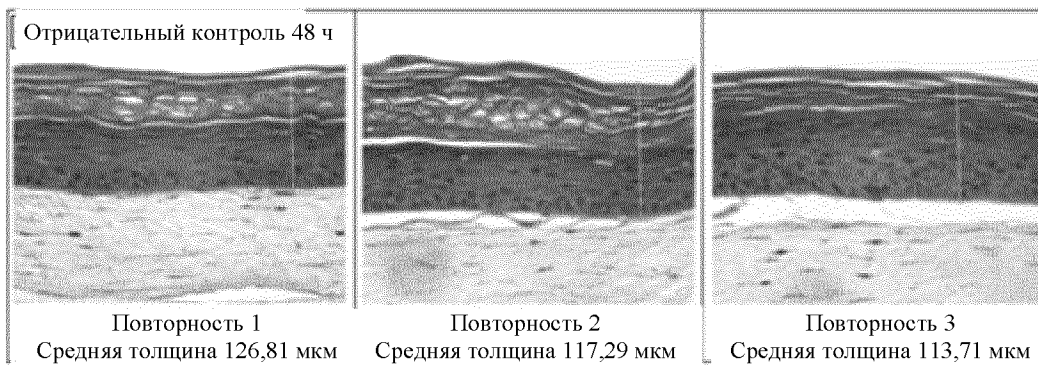 Отрицательный контроль 48 ч
Повторность 1
Средняя толщина 126,81 мкм
Повторность 2
Средняя толщина 117,29 мкм
Повторность 3
Средняя толщина 113,71 мкм